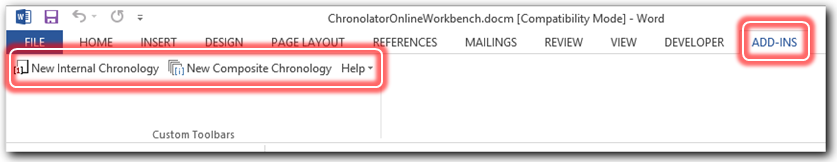 ChronolatorOnlineWorkbench.docm [Compatibility Mode] - Word
FILE HOME INSERT DESIGN PAGE LAYOUT REFERENCES MAILINGS REVIEW VIEW DEVELOPER ADD-INS
New Internal Chronology New Composite Chronology Help
Custom Toolbars